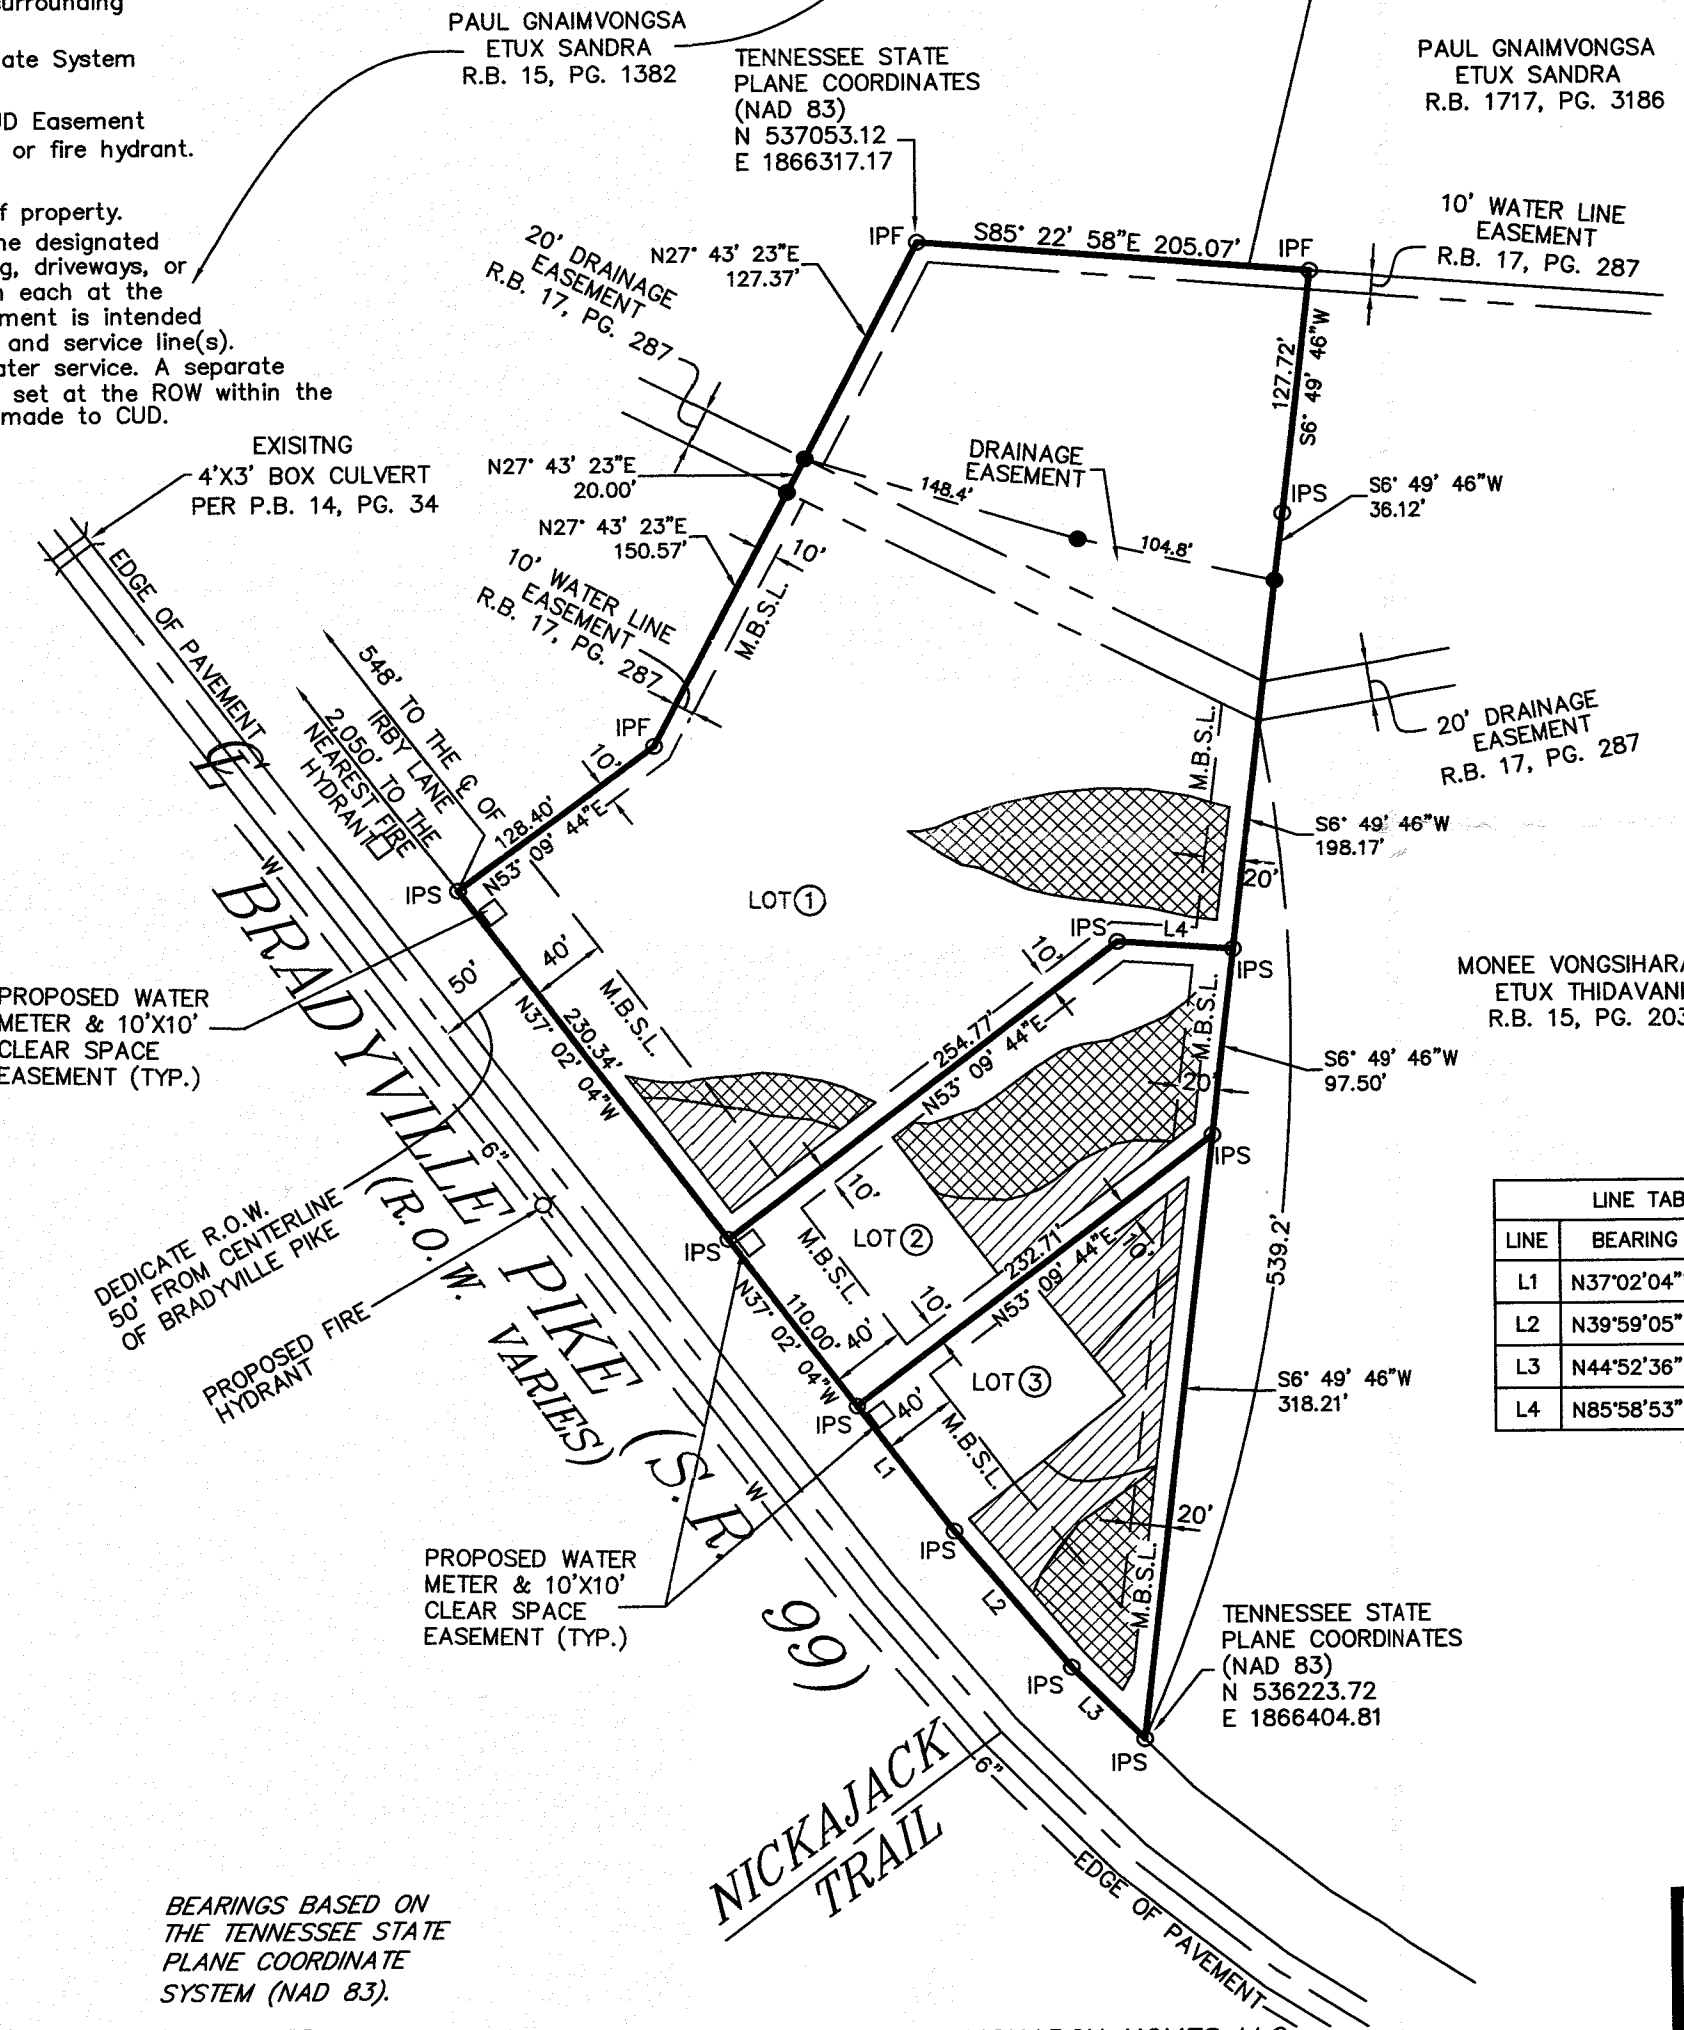 surrounding
ate System
UD Easement
or fire hydrant.
f property.
he designated
g, driveways, or
n each at the
ment is intended
and service line(s).
ater service. A separate
set at the ROW within the
made to CUD.
PAUL GNAIMVONGSA
ETUX SANDRA
R.B. 15, PG. 1382
TENNESSEE STATE
PLANE COORDINATES
(NAD 83)
N 537053.12
E 1866317.17
PAUL GNAIMVONGSA
ETUX SANDRA
R.B. 1717, PG. 3186
10' WATER LINE
EASEMENT
R.B. 17, PG. 287
IPF
S85° 22' 58"E 205.07'
IPF
20' DRAINAGE
EASEMENT
R.B. 17, PG. 287
N27° 43' 23"E
127.37'
127.72'
S6° 49' 46"W
EXISITNG
4'X3' BOX CULVERT
PER P.B. 14, PG. 34
N27° 43' 23"E
20.00'
DRAINAGE
EASEMENT
148.4'
104.8'
IPS
S6° 49' 46"W
36.12'
N27° 43' 23"E
150.57'
10'
M.B.S.L.
10' WATER LINE
EASEMENT
R.B. 17, PG. 287
IPF
EDGE OF PAVEMENT
548' TO THE ℄ OF
IRBY LANE
2,050' TO THE
NEAREST FIRE
HYDRANT
10'
128.40'
N53° 09' 44"E
M.B.S.L.
20' DRAINAGE
EASEMENT
R.B. 17, PG. 287
S6° 49' 46"W
198.17'
20'
℄
W
IPS
LOT 1
IPS
L4
IPS
10'
40'
50'
M.B.S.L.
230.34'
N37° 02' 04"W
254.77'
N53° 09' 44"E
M.B.S.L.
MONEE VONGSIHARA
ETUX THIDAVAN
R.B. 15, PG. 203
S6° 49' 46"W
97.50'
20'
PROPOSED WATER
METER & 10'X10'
CLEAR SPACE
EASEMENT (TYP.)
BRADYVILLE PIKE (S.R. 99)
(R.O.W. VARIES)
6"
DEDICATE R.O.W.
50' FROM CENTERLINE
OF BRADYVILLE PIKE
PROPOSED FIRE
HYDRANT
IPS
IPS
10'
LOT 2
M.B.S.L.
10'
232.71'
N53° 09' 44"E
10'
110.00'
N37° 02' 04"W
40'
539.2'
LINE TAB
LINE BEARING
L1 N37°02'04"
L2 N39°59'05"
L3 N44°52'36"
L4 N85°58'53"
LOT 3
IPS
40'
M.B.S.L.
S6° 49' 46"W
318.21'
L1
W
20'
M.B.S.L.
IPS
L2
PROPOSED WATER
METER & 10'X10'
CLEAR SPACE
EASEMENT (TYP.)
TENNESSEE STATE
PLANE COORDINATES
(NAD 83)
N 536223.72
E 1866404.81
IPS
L3
IPS
6"
NICKAJACK
TRAIL
EDGE OF PAVEMENT
BEARINGS BASED ON
THE TENNESSEE STATE
PLANE COORDINATE
SYSTEM (NAD 83).